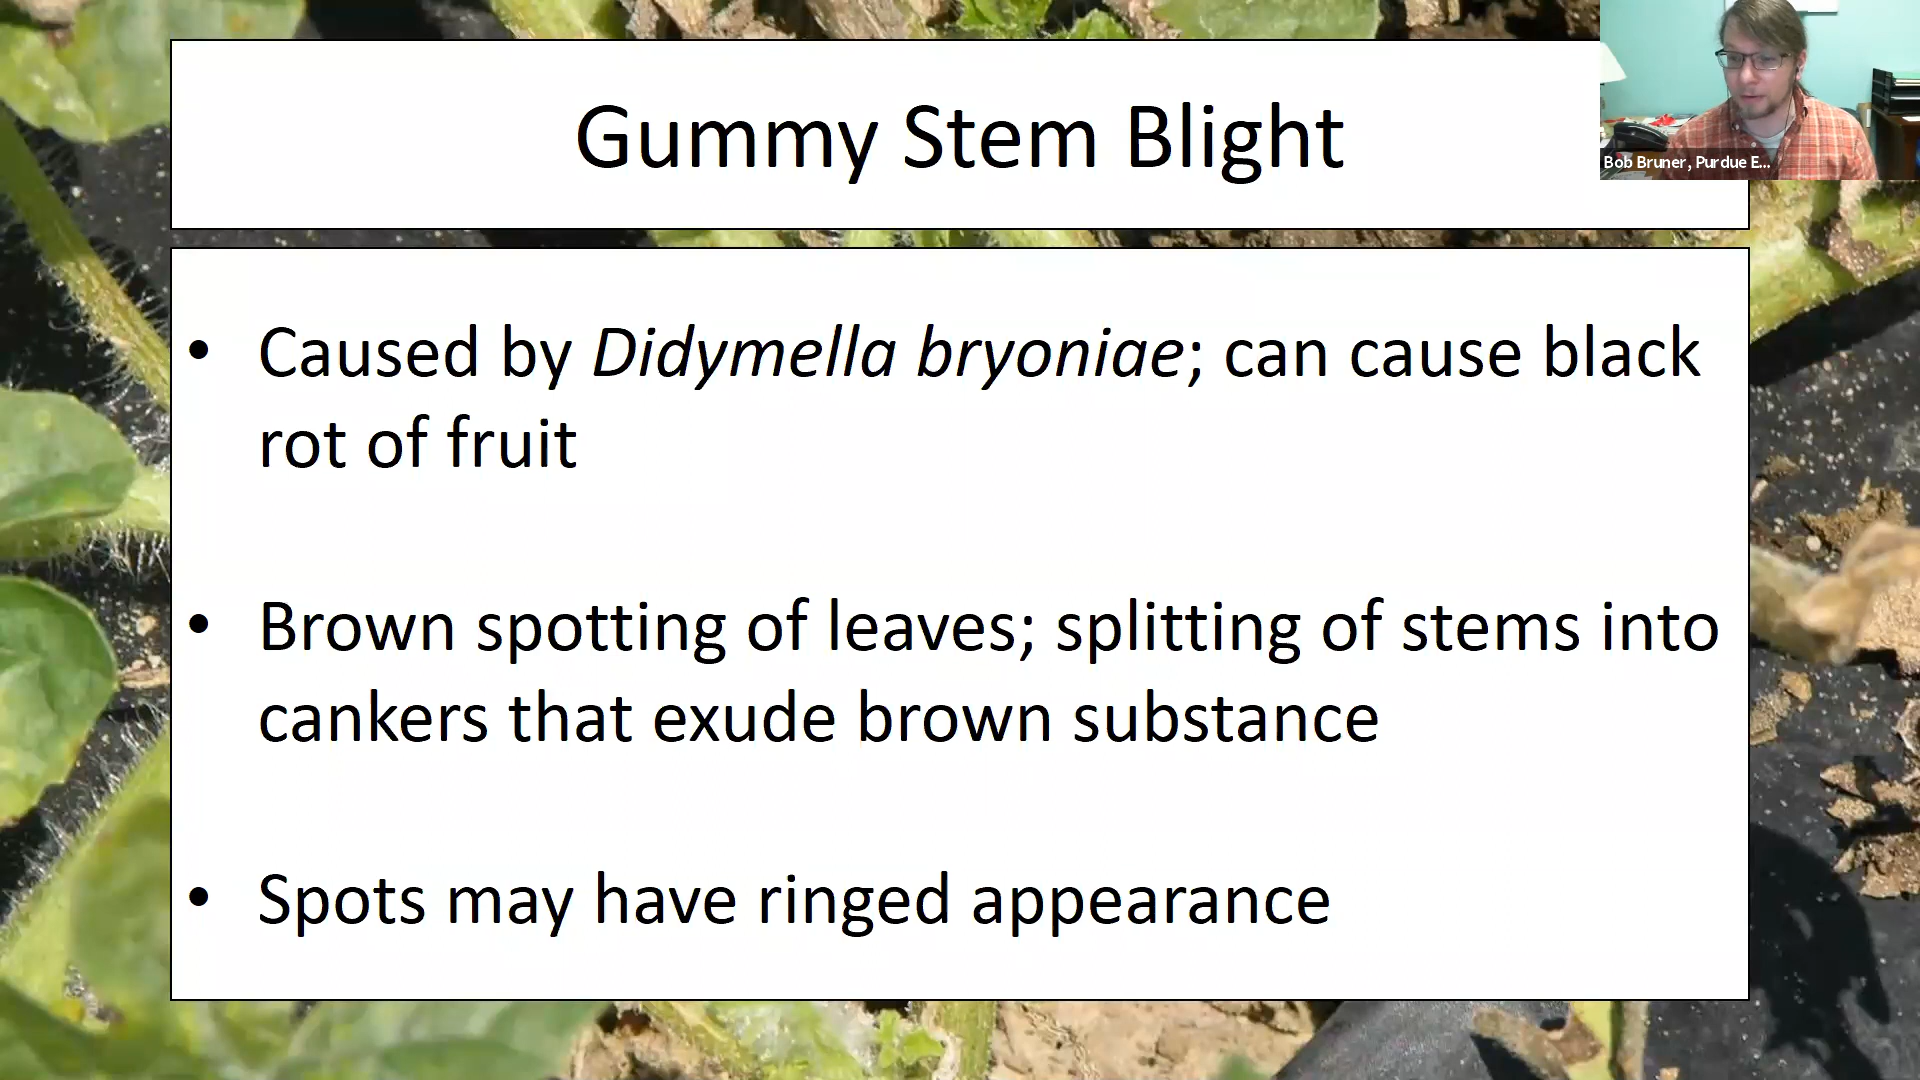 Gummy Stem Blight
Bob Bruner, Purdue E...
• Caused by Didymella bryoniae; can cause black
rot of fruit
• Brown spotting of leaves; splitting of stems into
cankers that exude brown substance
• Spots may have ringed appearance